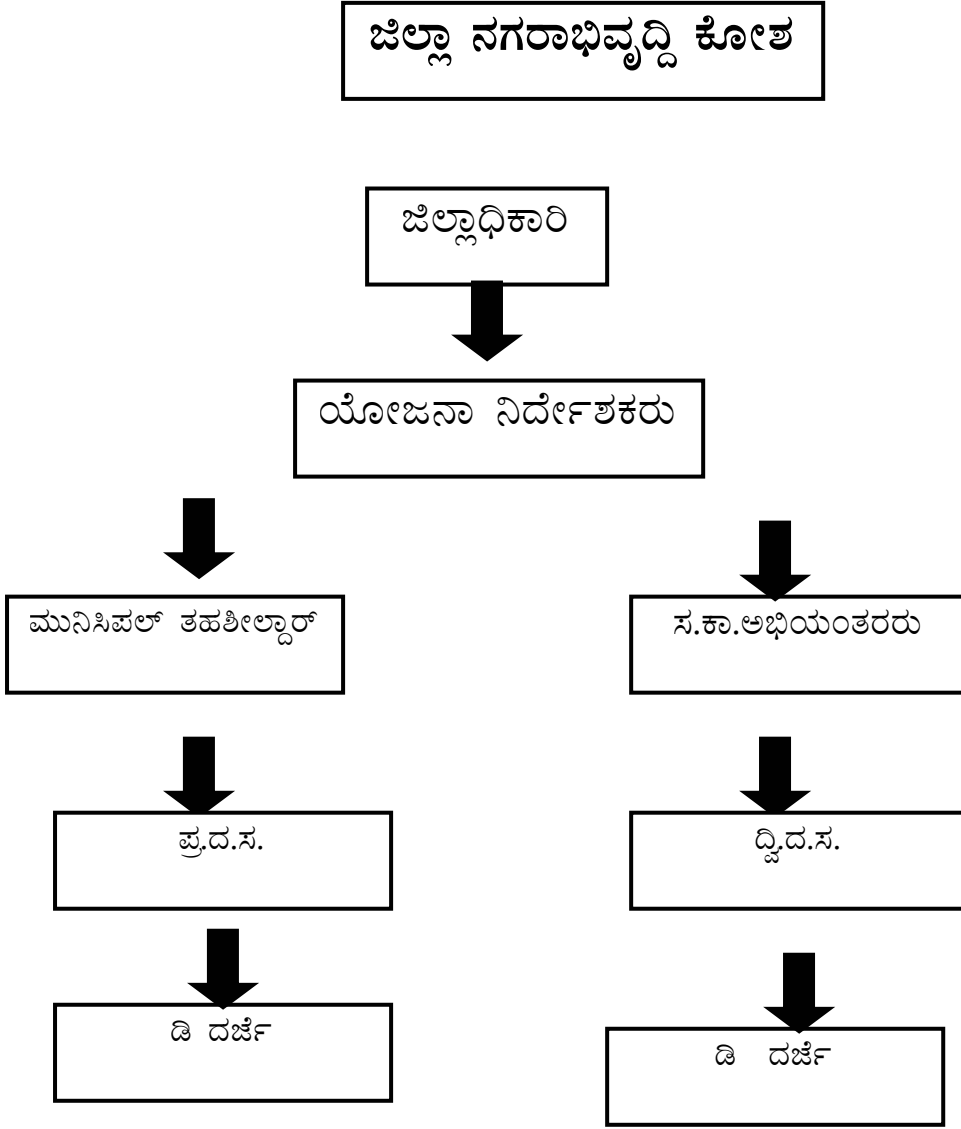 ಜಿಲ್ಲಾ ನಗರಾಭಿವೃದ್ದಿ ಕೋಶ
ಜಿಲ್ಲಾಧಿಕಾರಿ
ಯೋಜನಾ ನಿರ್ದೇಶಕರು
ಮುನಿಸಿಪಲ್ ತಹಶೀಲ್ದಾರ್
ಸ.ಕಾ.ಅಭಿಯಂತರರು
ಪ್ರ.ದ.ಸ.
ದ್ವಿ.ದ.ಸ.
ಡಿ ದರ್ಜೆ
ಡಿ ದರ್ಜೆ